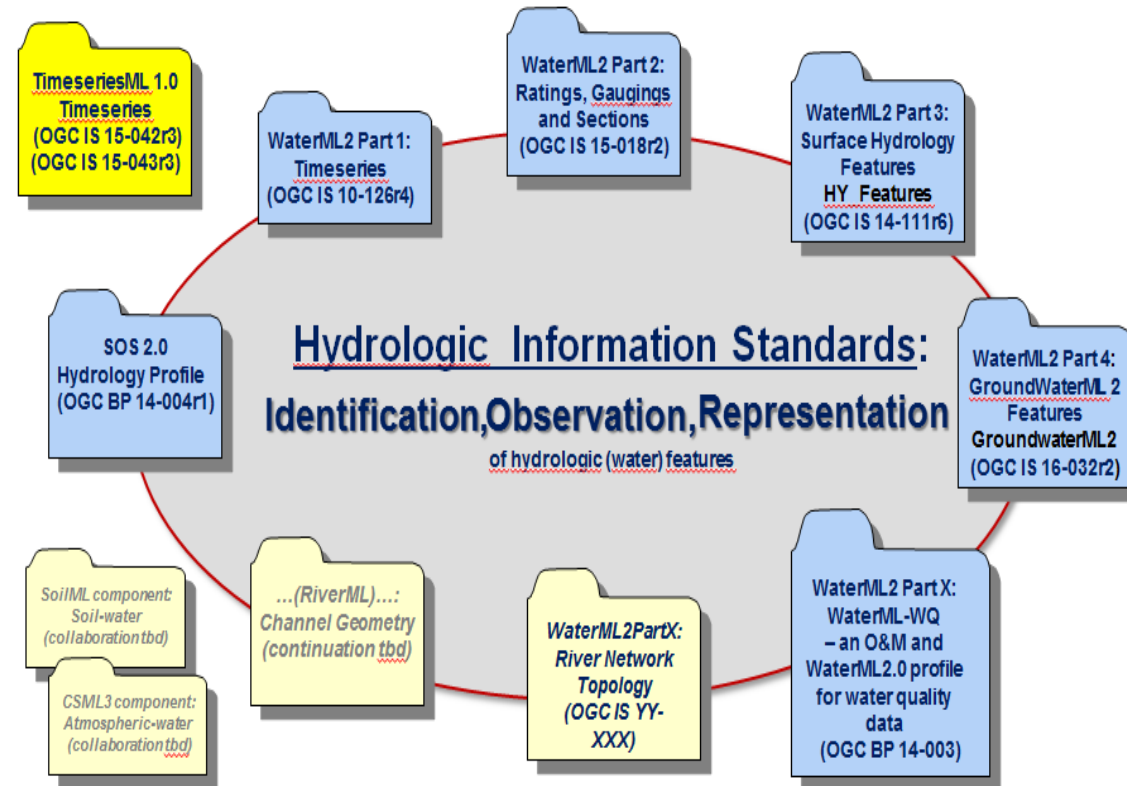 TimeseriesML 1.0
Timeseries
(OGC IS 15-042r3)
(OGC IS 15-043r3)
WaterML2 Part 1:
Timeseries
(OGC IS 10-126r4)
WaterML2 Part 2:
Ratings, Gaugings
and Sections
(OGC IS 15-018r2)
WaterML2 Part 3:
Surface Hydrology
Features
HY_Features
(OGC IS 14-111r6)
SOS 2.0
Hydrology Profile
(OGC BP 14-004r1)
Hydrologic Information Standards:
Identification,Observation,Representation
of hydrologic (water) features
WaterML2 Part 4:
GroundWaterML 2
Features
GroundwaterML2
(OGC IS 16-032r2)
SoilML component:
Soil-water
(collaboration tbd)
CSML3 component:
Atmospheric-water
(collaboration tbd)
...(RiverML)...:
Channel Geometry
(continuation tbd)
WaterML2PartX:
River Network
Topology
(OGC IS YY-
XXX)
WaterML2 Part X:
WaterML-WQ
– an O&M and
WaterML2.0 profile
for water quality
data
(OGC BP 14-003)